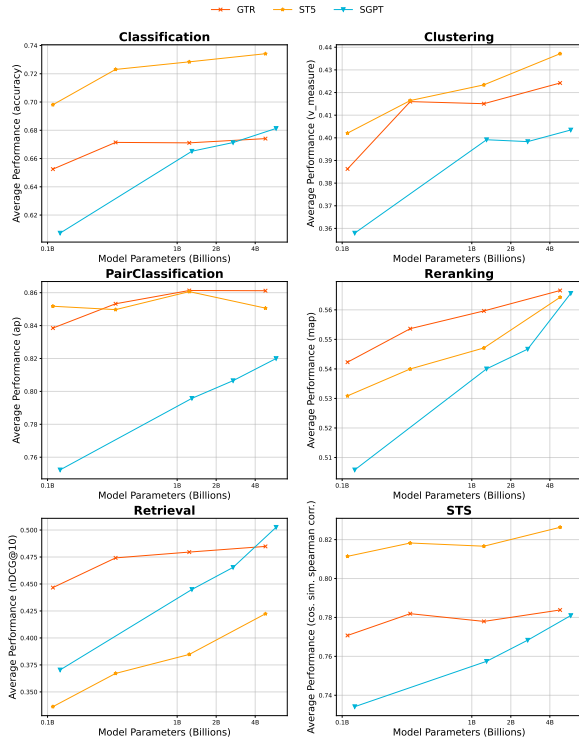 GTR ST5 SGPT
Classification
Average Performance (accuracy)
0.74
0.72
0.70
0.68
0.66
0.64
0.62
0.1B 1B 2B 4B
Model Parameters (Billions)
Clustering
Average Performance (v_measure)
0.44
0.43
0.42
0.41
0.40
0.39
0.38
0.37
0.36
0.1B 1B 2B 4B
Model Parameters (Billions)
PairClassification
Average Performance (ap)
0.86
0.84
0.82
0.80
0.78
0.76
0.1B 1B 2B 4B
Model Parameters (Billions)
Reranking
Average Performance (map)
0.56
0.55
0.54
0.53
0.52
0.51
0.1B 1B 2B 4B
Model Parameters (Billions)
Retrieval
Average Performance (nDCG@10)
0.500
0.475
0.450
0.425
0.400
0.375
0.350
0.1B 1B 2B 4B
Model Parameters (Billions)
STS
Average Performance (cos. sim. spearman corr.)
0.82
0.80
0.78
0.76
0.74
0.1B 1B 2B 4B
Model Parameters (Billions)